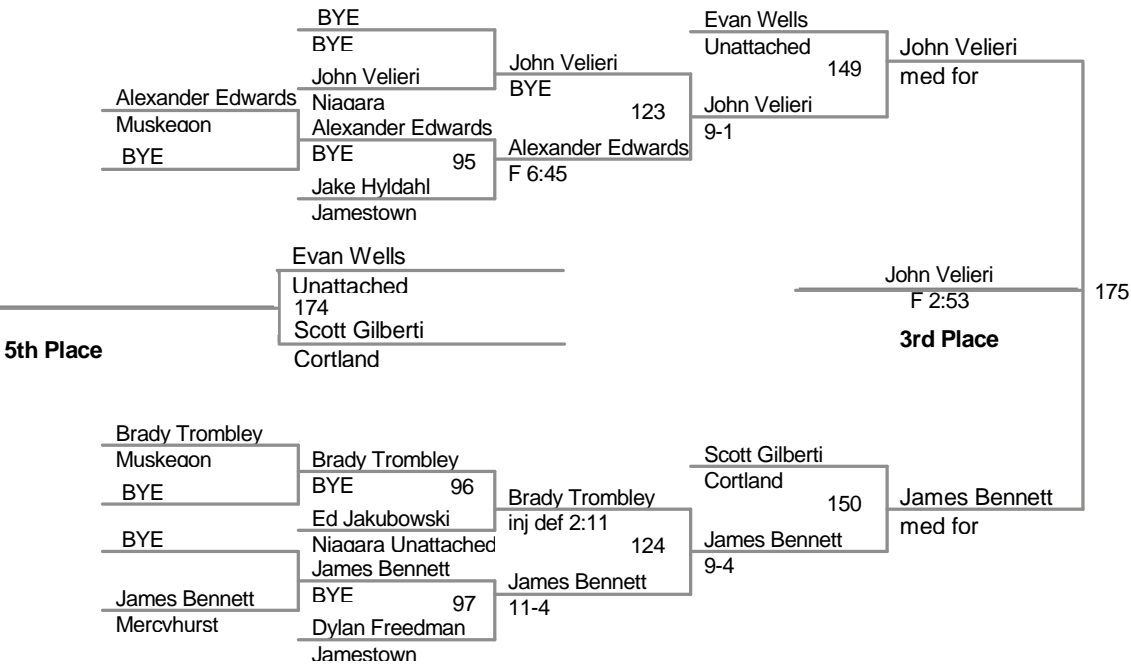 BYE
BYE
John Velieri
Niagara
Alexander Edwards
Muskegon
BYE
Alexander Edwards
BYE
95
Jake Hyldahl
Jamestown
John Velieri
BYE
123
Alexander Edwards
F 6:45
Evan Wells
Unattached
149
John Velieri
9-1
John Velieri
med for
Evan Wells
Unattached
174
Scott Gilberti
Cortland
5th Place
John Velieri
F 2:53
3rd Place
175
Brady Trombley
Muskegon
BYE
BYE
James Bennett
Mercyhurst
Brady Trombley
BYE
96
Ed Jakubowski
Niagara Unattached
James Bennett
BYE
97
Dylan Freedman
Jamestown
Brady Trombley
inj def 2:11
124
James Bennett
11-4
Scott Gilberti
Cortland
150
James Bennett
9-4
James Bennett
med for